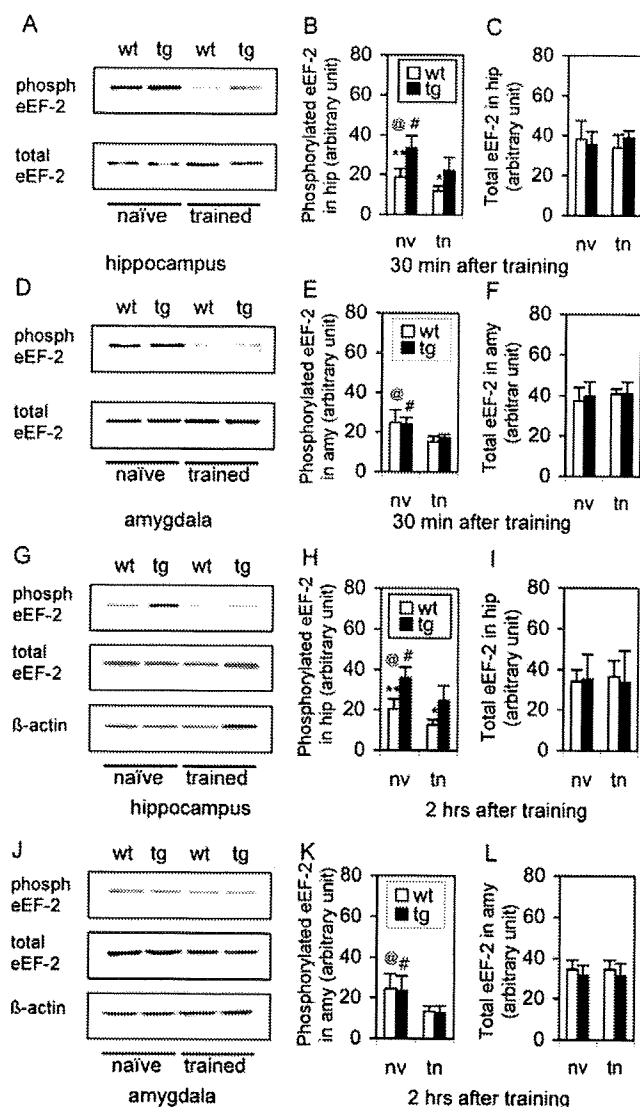 A
wt tg wt tg
phosph
eEF-2
total
eEF-2
naïve trained
hippocampus
B
Phosphorylated eEF-2
in hip (arbitrary unit)
80
60
40
20
0
wt
tg
@ #
** *
nv tn
C
Total eEF-2 in hip
(arbitrary unit)
80
60
40
20
0
nv tn
30 min after training
D
wt tg wt tg
phosph
eEF-2
total
eEF-2
naïve trained
amygdala
E
Phosphorylated eEF-2
in amy (arbitrary unit)
80
60
40
20
0
wt
tg
@ #
nv tn
F
Total eEF-2 in amy
(arbitrar unit)
80
60
40
20
0
nv tn
30 min after training
G
wt tg wt tg
phosph
eEF-2
total
eEF-2
ß-actin
naïve trained
hippocampus
H
Phosphorylated eEF-2
in hip (arbitrary unit)
80
60
40
20
0
wt
tg
@ #
** *
nv tn
I
Total eEF-2 in hip
(arbitrary unit)
80
60
40
20
0
nv tn
2 hrs after training
J
wt tg wt tg
phosph
eEF-2
total
eEF-2
ß-actin
naïve trained
amygdala
K
Phosphorylated eEF-2
in amy (arbitrary unit)
80
60
40
20
0
wt
tg
@ #
nv tn
L
Total eEF-2 in amy
(arbitrary unit)
80
60
40
20
0
nv tn
2 hrs after training